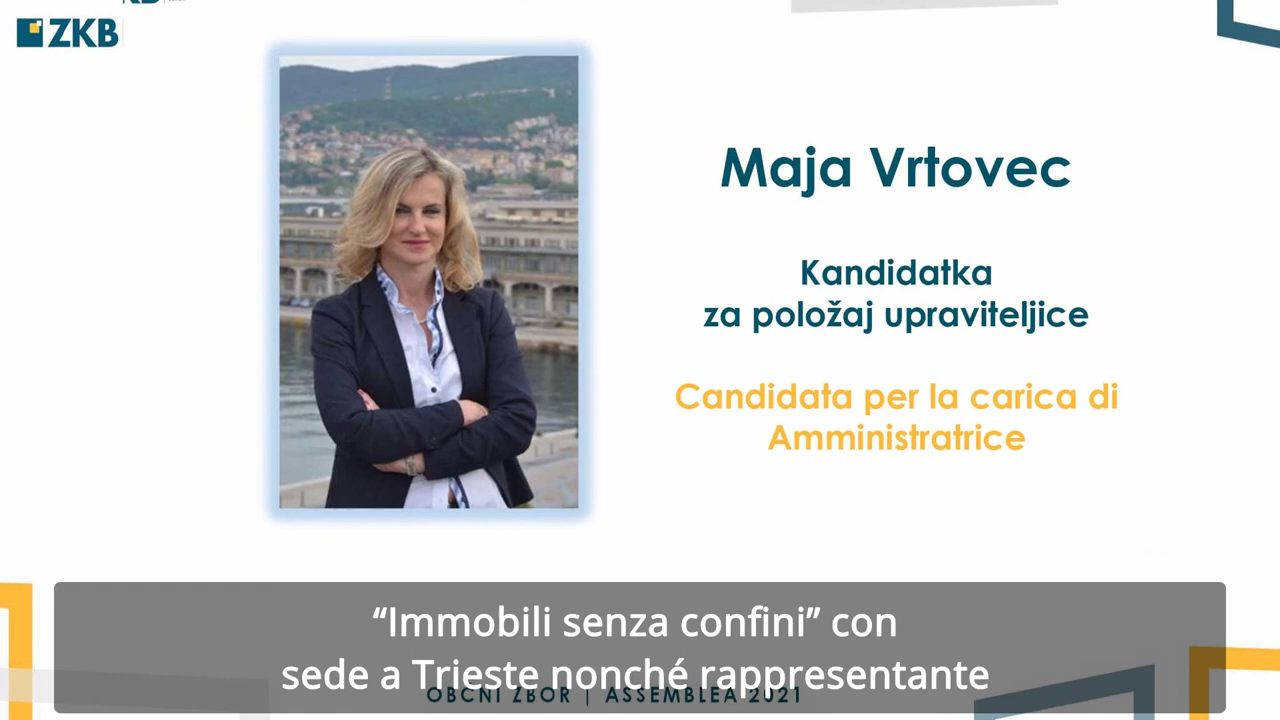 ZKB
Maja Vrtovec
Kandidatka
za položaj upraviteljice
Candidata per la carica di
Amministratrice
“Immobili senza confini” con
sede a Trieste nonché rappresentante
OBČNI ZBOR | ASSEMBLEA 2021